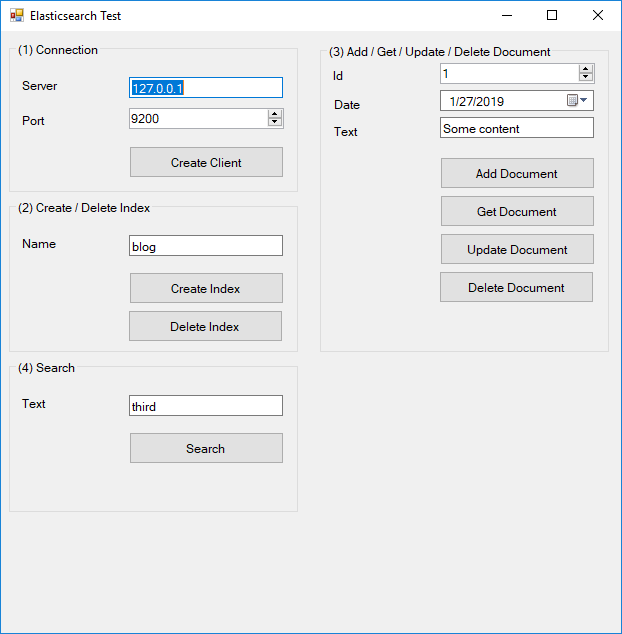 Elasticsearch Test
(1) Connection
Server 127.0.0.1
Port 9200
Create Client
(2) Create / Delete Index
Name blog
Create Index
Delete Index
(3) Add / Get / Update / Delete Document
Id 1
Date 1/27/2019
Text Some content
Add Document
Get Document
Update Document
Delete Document
(4) Search
Text third
Search